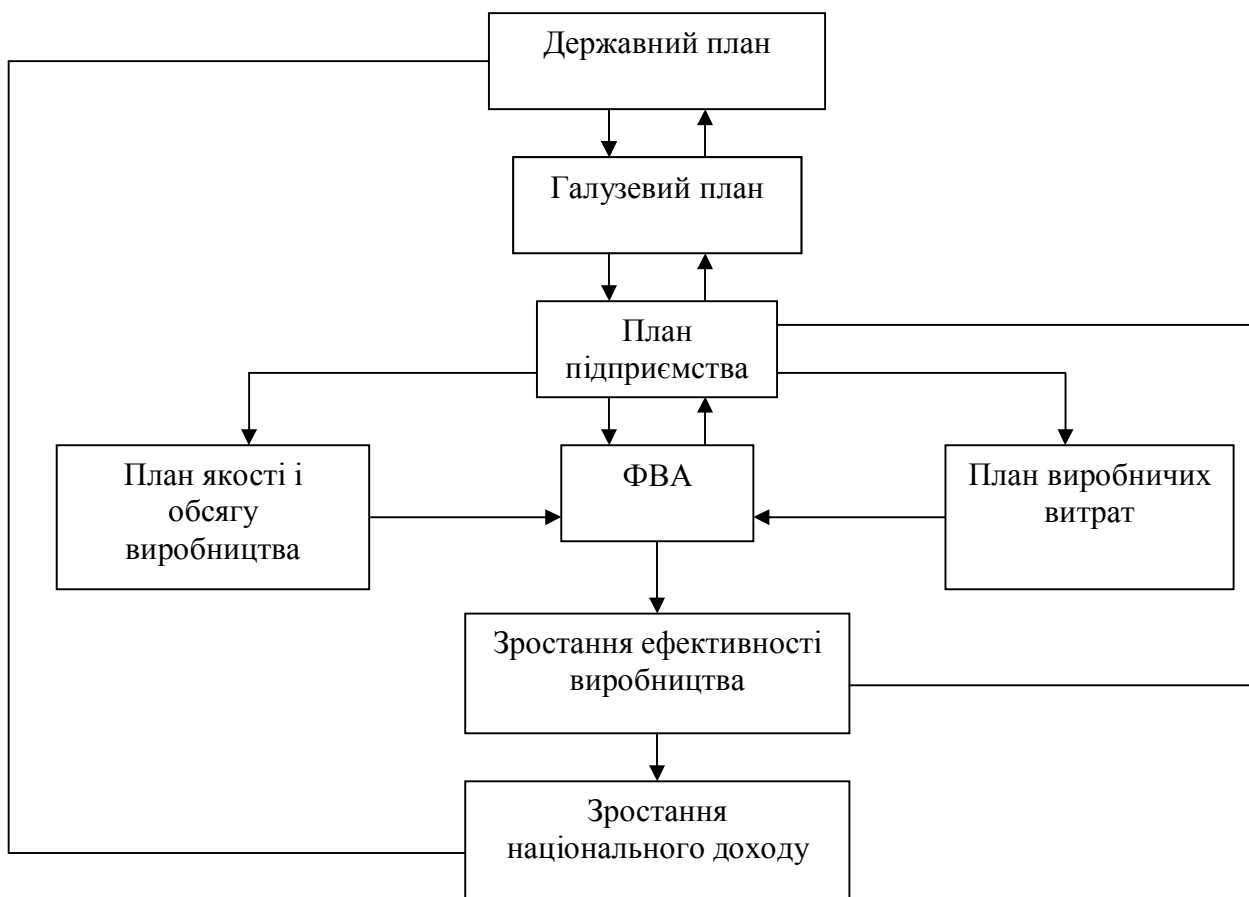 Державний план
Галузевий план
План
підприємства
План якості і
обсягу
виробництва
ФВА
План виробничих
витрат
Зростання ефективності
виробництва
Зростання
національного доходу